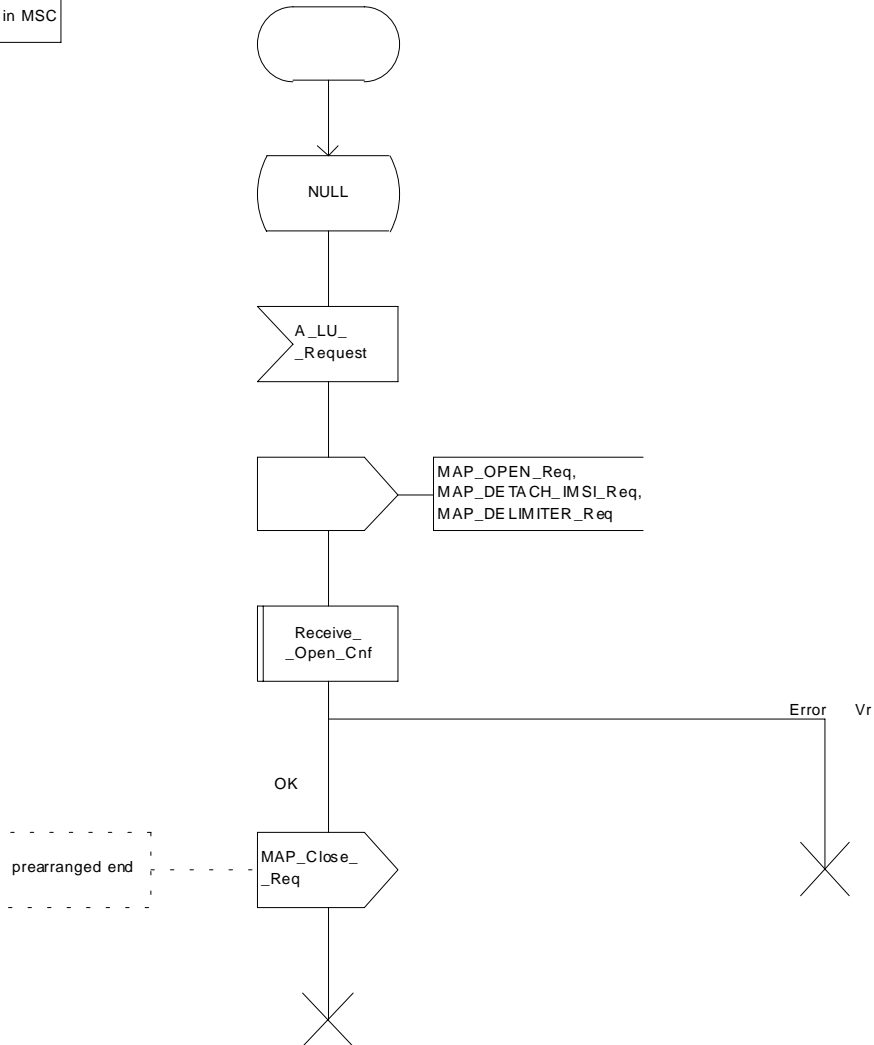 in MSC
NULL
A_LU_
_Request
MAP_OPEN_Req,
MAP_DETACH_IMSI_Req,
MAP_DELIMITER_Req
Receive_
_Open_Cnf
Error Vr
OK
prearranged end
MAP_Close_
_Req